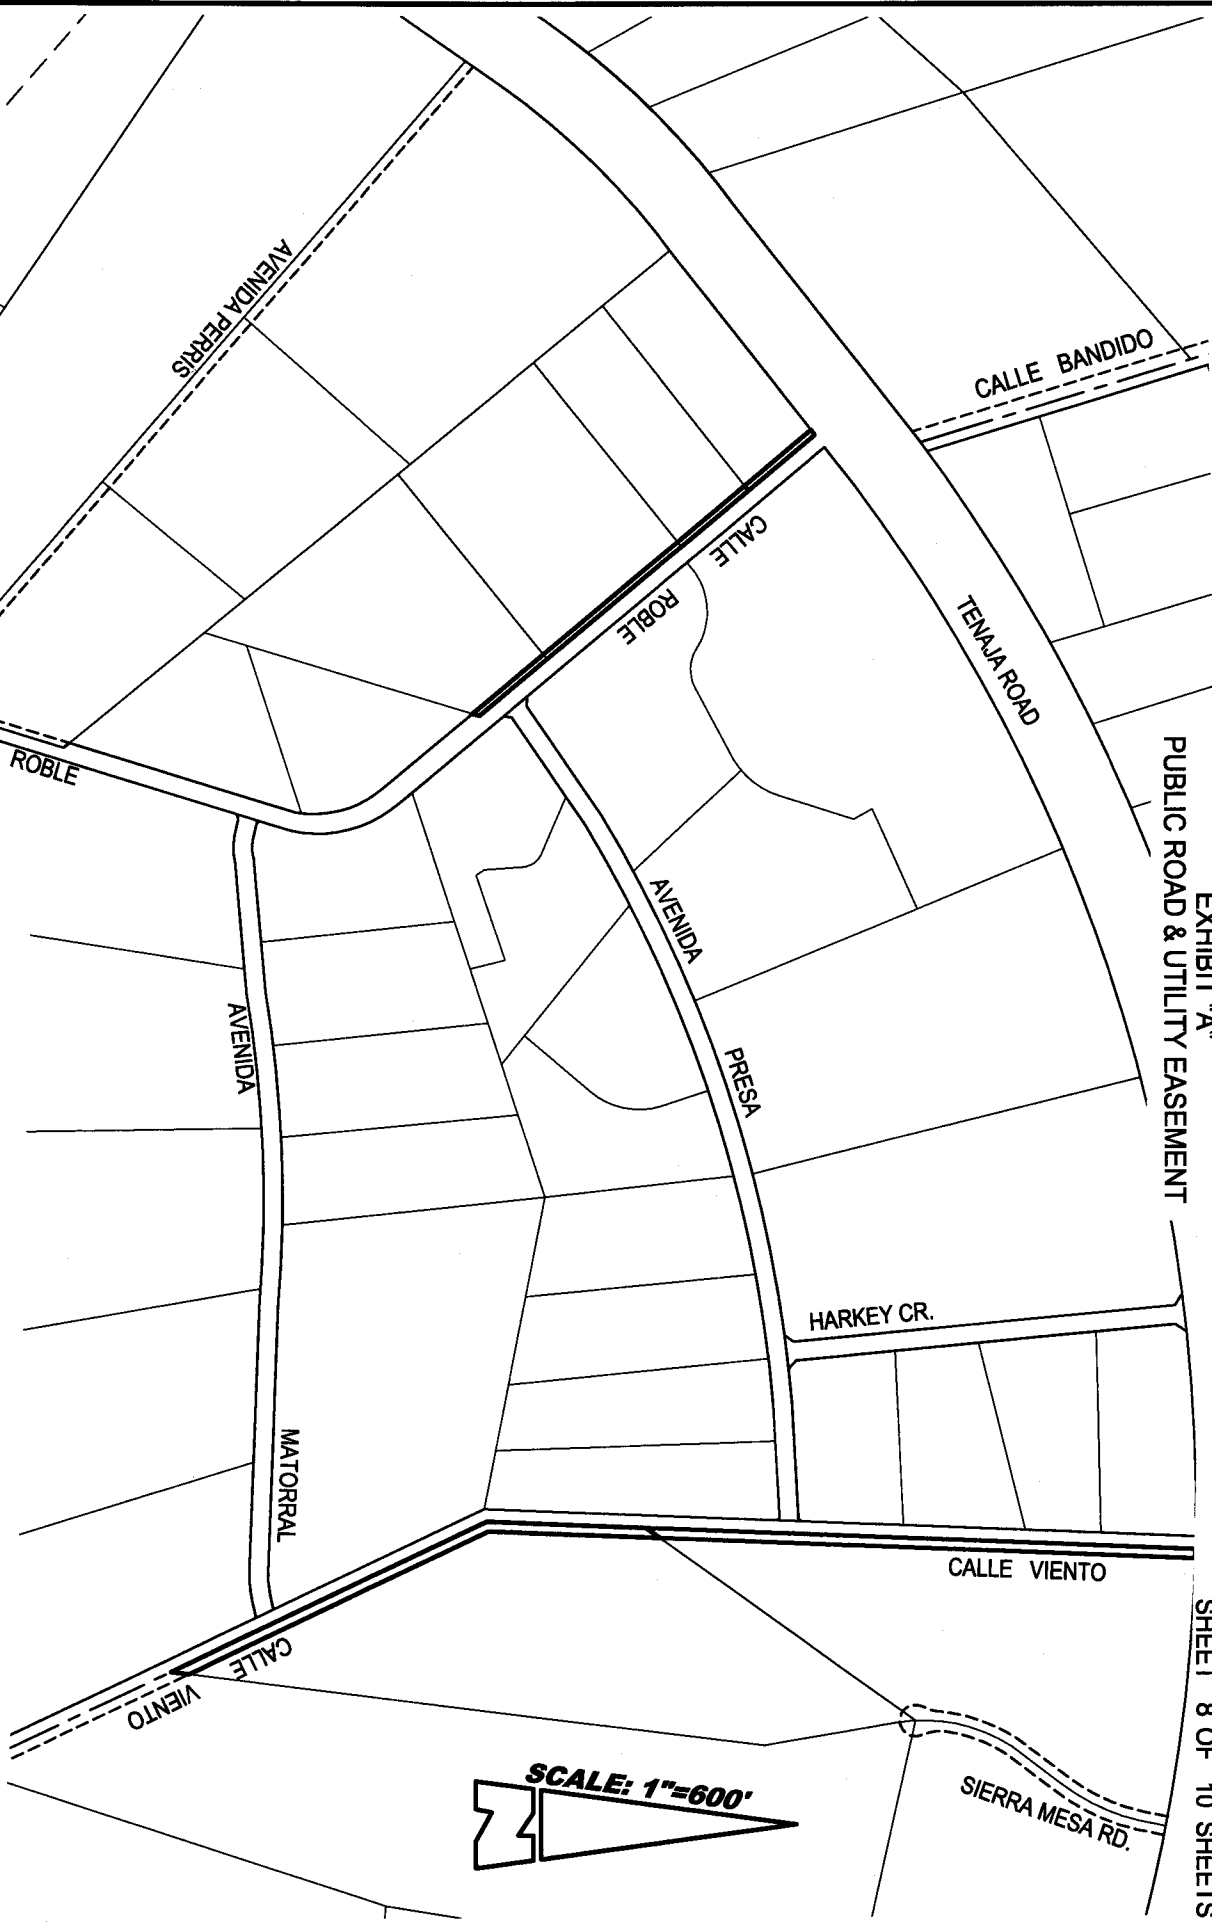 EXHIBIT "A"
PUBLIC ROAD & UTILITY EASEMENT
SHEET 8 OF 10 SHEETS
CALLE BANDIDO
AVENIDA PERRIS
TENAJA ROAD
CALLE
ROBLE
ROBLE
AVENIDA
PRESA
AVENIDA
MATORRAL
HARKEY CR.
CALLE VIENTO
CALLE
VIENTO
SIERRA MESA RD.
SCALE: 1"=600'
N